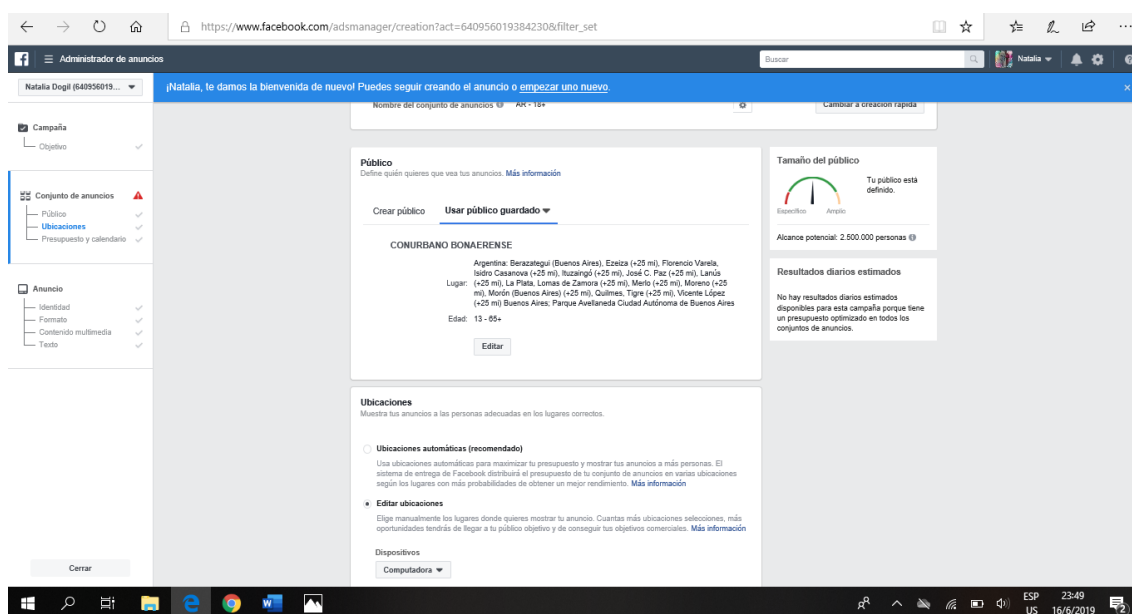 https://www.facebook.com/adsmanager/creation?act=640956019384230&filter_set
Administrador de anuncios
Buscar
Natalia
Natalia Dogil (640956019...
¡Natalia, te damos la bienvenida de nuevo! Puedes seguir creando el anuncio o empezar uno nuevo.
Nombre del conjunto de anuncios AR - 18+
Cambiar a creación rápida
Campaña
Objetivo
Conjunto de anuncios
Público
Ubicaciones
Presupuesto y calendario
Anuncio
Identidad
Formato
Contenido multimedia
Texto
Cerrar
Público
Define quién quieres que vea tus anuncios. Más información
Crear público
Usar público guardado
CONURBANO BONAERENSE
Lugar:
Argentina: Berazategui (Buenos Aires), Ezeiza (+25 mi), Florencio Varela,
Isidro Casanova (+25 mi), Ituzaingó (+25 mi), José C. Paz (+25 mi), Lanús
(+25 mi), La Plata, Lomas de Zamora (+25 mi), Merlo (+25 mi), Moreno (+25
mi), Morón (Buenos Aires) (+25 mi), Quilmes, Tigre (+25 mi), Vicente López
(+25 mi) Buenos Aires; Parque Avellaneda Ciudad Autónoma de Buenos Aires
Edad: 13 - 65+
Editar
Ubicaciones
Muestra tus anuncios a las personas adecuadas en los lugares correctos.
Ubicaciones automáticas (recomendado)
Usa ubicaciones automáticas para maximizar tu presupuesto y mostrar tus anuncios a más personas. El
sistema de entrega de Facebook distribuirá el presupuesto de tu conjunto de anuncios en varias ubicaciones
según los lugares con más probabilidades de obtener un mejor rendimiento. Más información
Editar ubicaciones
Elige manualmente los lugares donde quieres mostrar tu anuncio. Cuantas más ubicaciones selecciones, más
oportunidades tendrás de llegar a tu público objetivo y de conseguir tus objetivos comerciales. Más información
Dispositivos
Computadora
Tamaño del público
Tu público está
definido.
Específico
Amplio
Alcance potencial: 2.500.000 personas
Resultados diarios estimados
No hay resultados diarios estimados
disponibles para esta campaña porque tiene
un presupuesto optimizado en todos los
conjuntos de anuncios.
ESP
US
23:49
16/6/2019